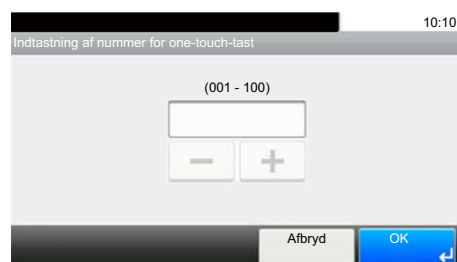 10:10
Indtastning af nummer for one-touch-tast
(001 - 100)
Afbryd
OK